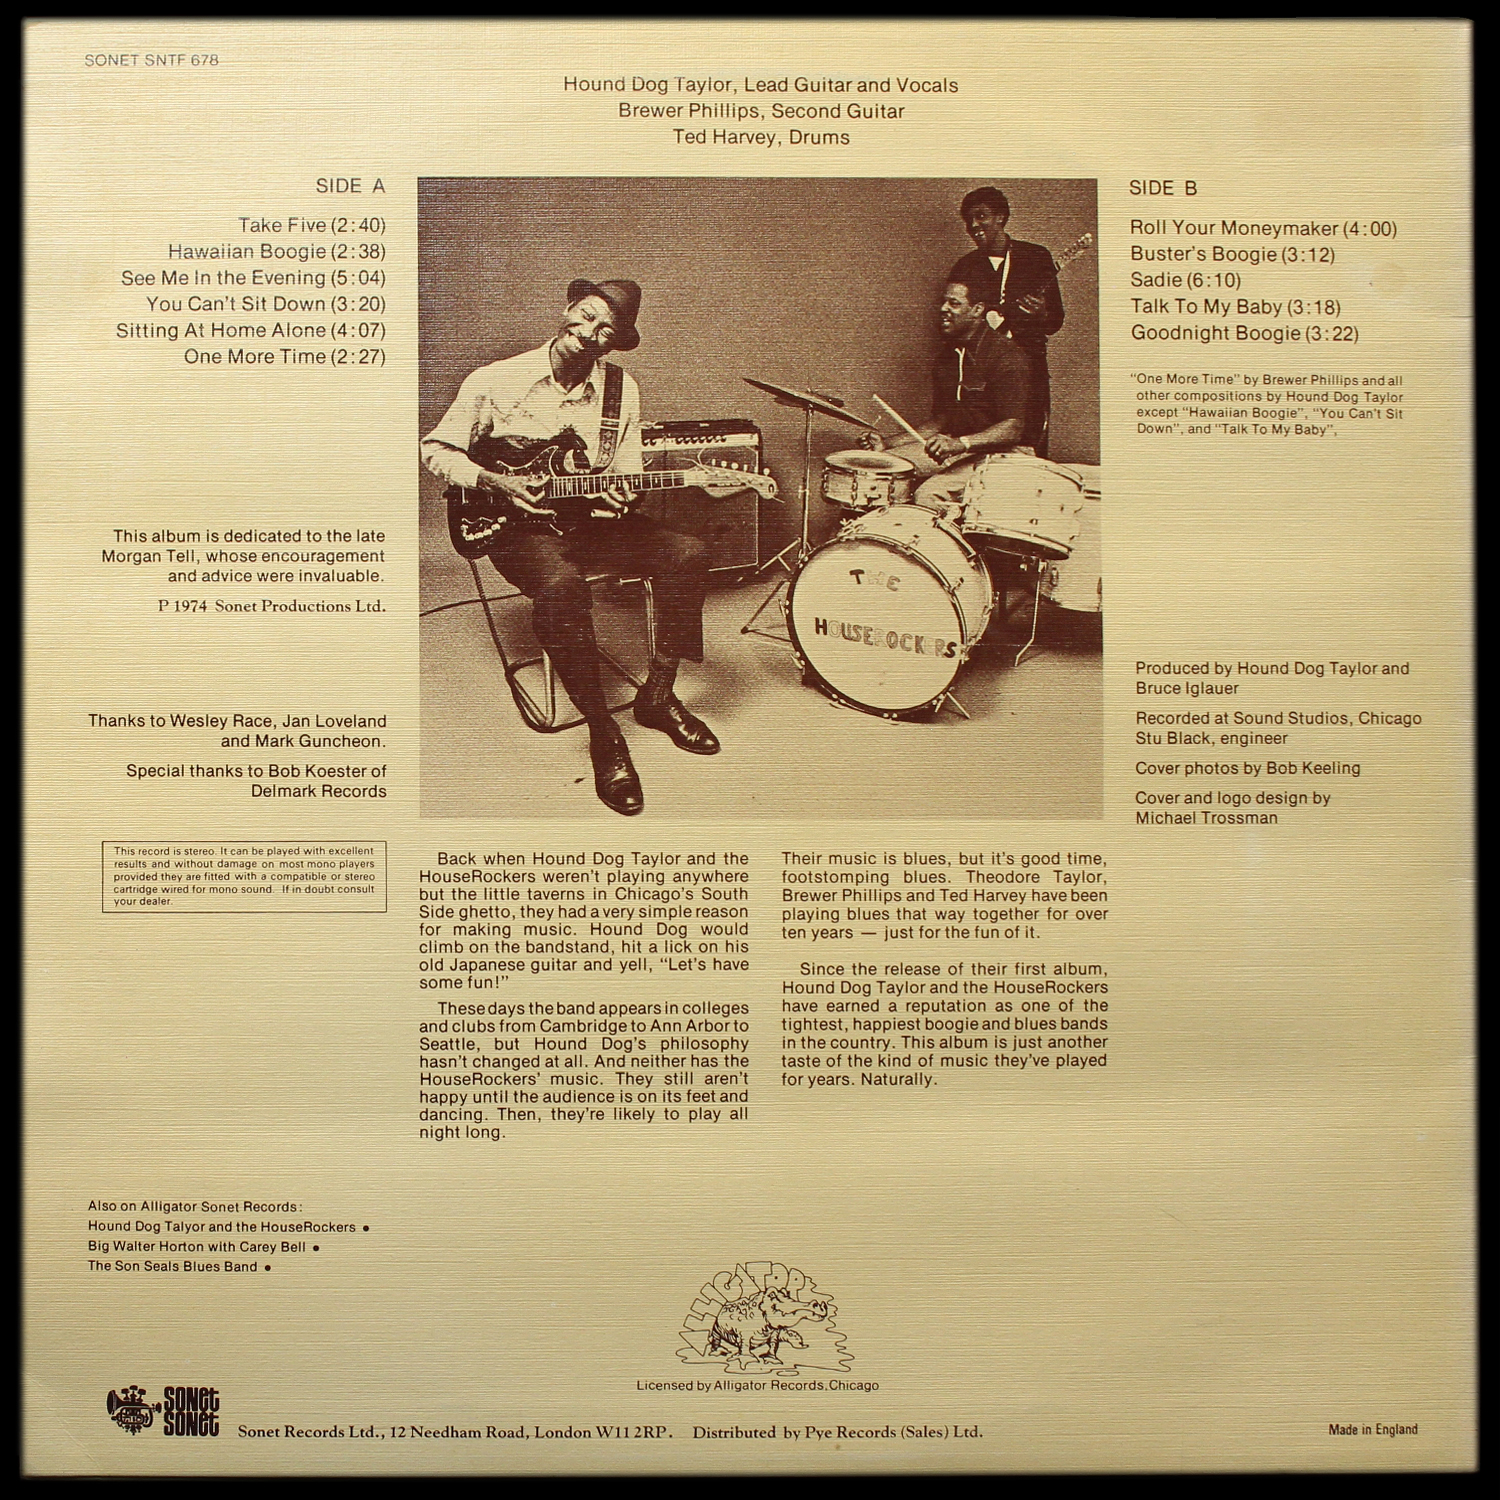 SONET SNTF 678
Hound Dog Taylor, Lead Guitar and Vocals
Brewer Phillips, Second Guitar
Ted Harvey, Drums
SIDE A
Take Five (2:40)
Hawaiian Boogie (2:38)
See Me In the Evening (5:04)
You Can't Sit Down (3:20)
Sitting At Home Alone (4:07)
One More Time (2:27)
This album is dedicated to the late
Morgan Tell, whose encouragement
and advice were invaluable.
P 1974 Sonet Productions Ltd.
Thanks to Wesley Race, Jan Loveland
and Mark Guncheon.
Special thanks to Bob Koester of
Delmark Records
This record is stereo. It can be played with excellent
results and without damage on most mono players
provided they are fitted with a compatible or stereo
cartridge wired for mono sound. If in doubt consult
your dealer.
THE
HOUSEROCKERS
SIDE B
Roll Your Moneymaker (4:00)
Buster's Boogie (3:12)
Sadie (6:10)
Talk To My Baby (3:18)
Goodnight Boogie (3:22)
"One More Time" by Brewer Phillips and all
other compositions by Hound Dog Taylor
except "Hawaiian Boogie", "You Can't Sit
Down", and "Talk To My Baby",
Produced by Hound Dog Taylor and
Bruce Iglauer
Recorded at Sound Studios, Chicago
Stu Black, engineer
Cover photos by Bob Keeling
Cover and logo design by
Michael Trossman
Back when Hound Dog Taylor and the
HouseRockers weren't playing anywhere
but the little taverns in Chicago's South
Side ghetto, they had a very simple reason
for making music. Hound Dog would
climb on the bandstand, hit a lick on his
old Japanese guitar and yell, "Let's have
some fun!"
These days the band appears in colleges
and clubs from Cambridge to Ann Arbor to
Seattle, but Hound Dog's philosophy
hasn't changed at all. And neither has the
HouseRockers' music. They still aren't
happy until the audience is on its feet and
dancing. Then, they're likely to play all
night long.
Their music is blues, but it's good time,
footstomping blues. Theodore Taylor,
Brewer Phillips and Ted Harvey have been
playing blues that way together for over
ten years — just for the fun of it.
Since the release of their first album,
Hound Dog Taylor and the HouseRockers
have earned a reputation as one of the
tightest, happiest boogie and blues bands
in the country. This album is just another
taste of the kind of music they've played
for years. Naturally.
Also on Alligator Sonet Records:
Hound Dog Talyor and the HouseRockers •
Big Walter Horton with Carey Bell •
The Son Seals Blues Band •
ALLIGATOR
Licensed by Alligator Records, Chicago
SONET
SONET
Sonet Records Ltd., 12 Needham Road, London W11 2RP. Distributed by Pye Records (Sales) Ltd.
Made in England